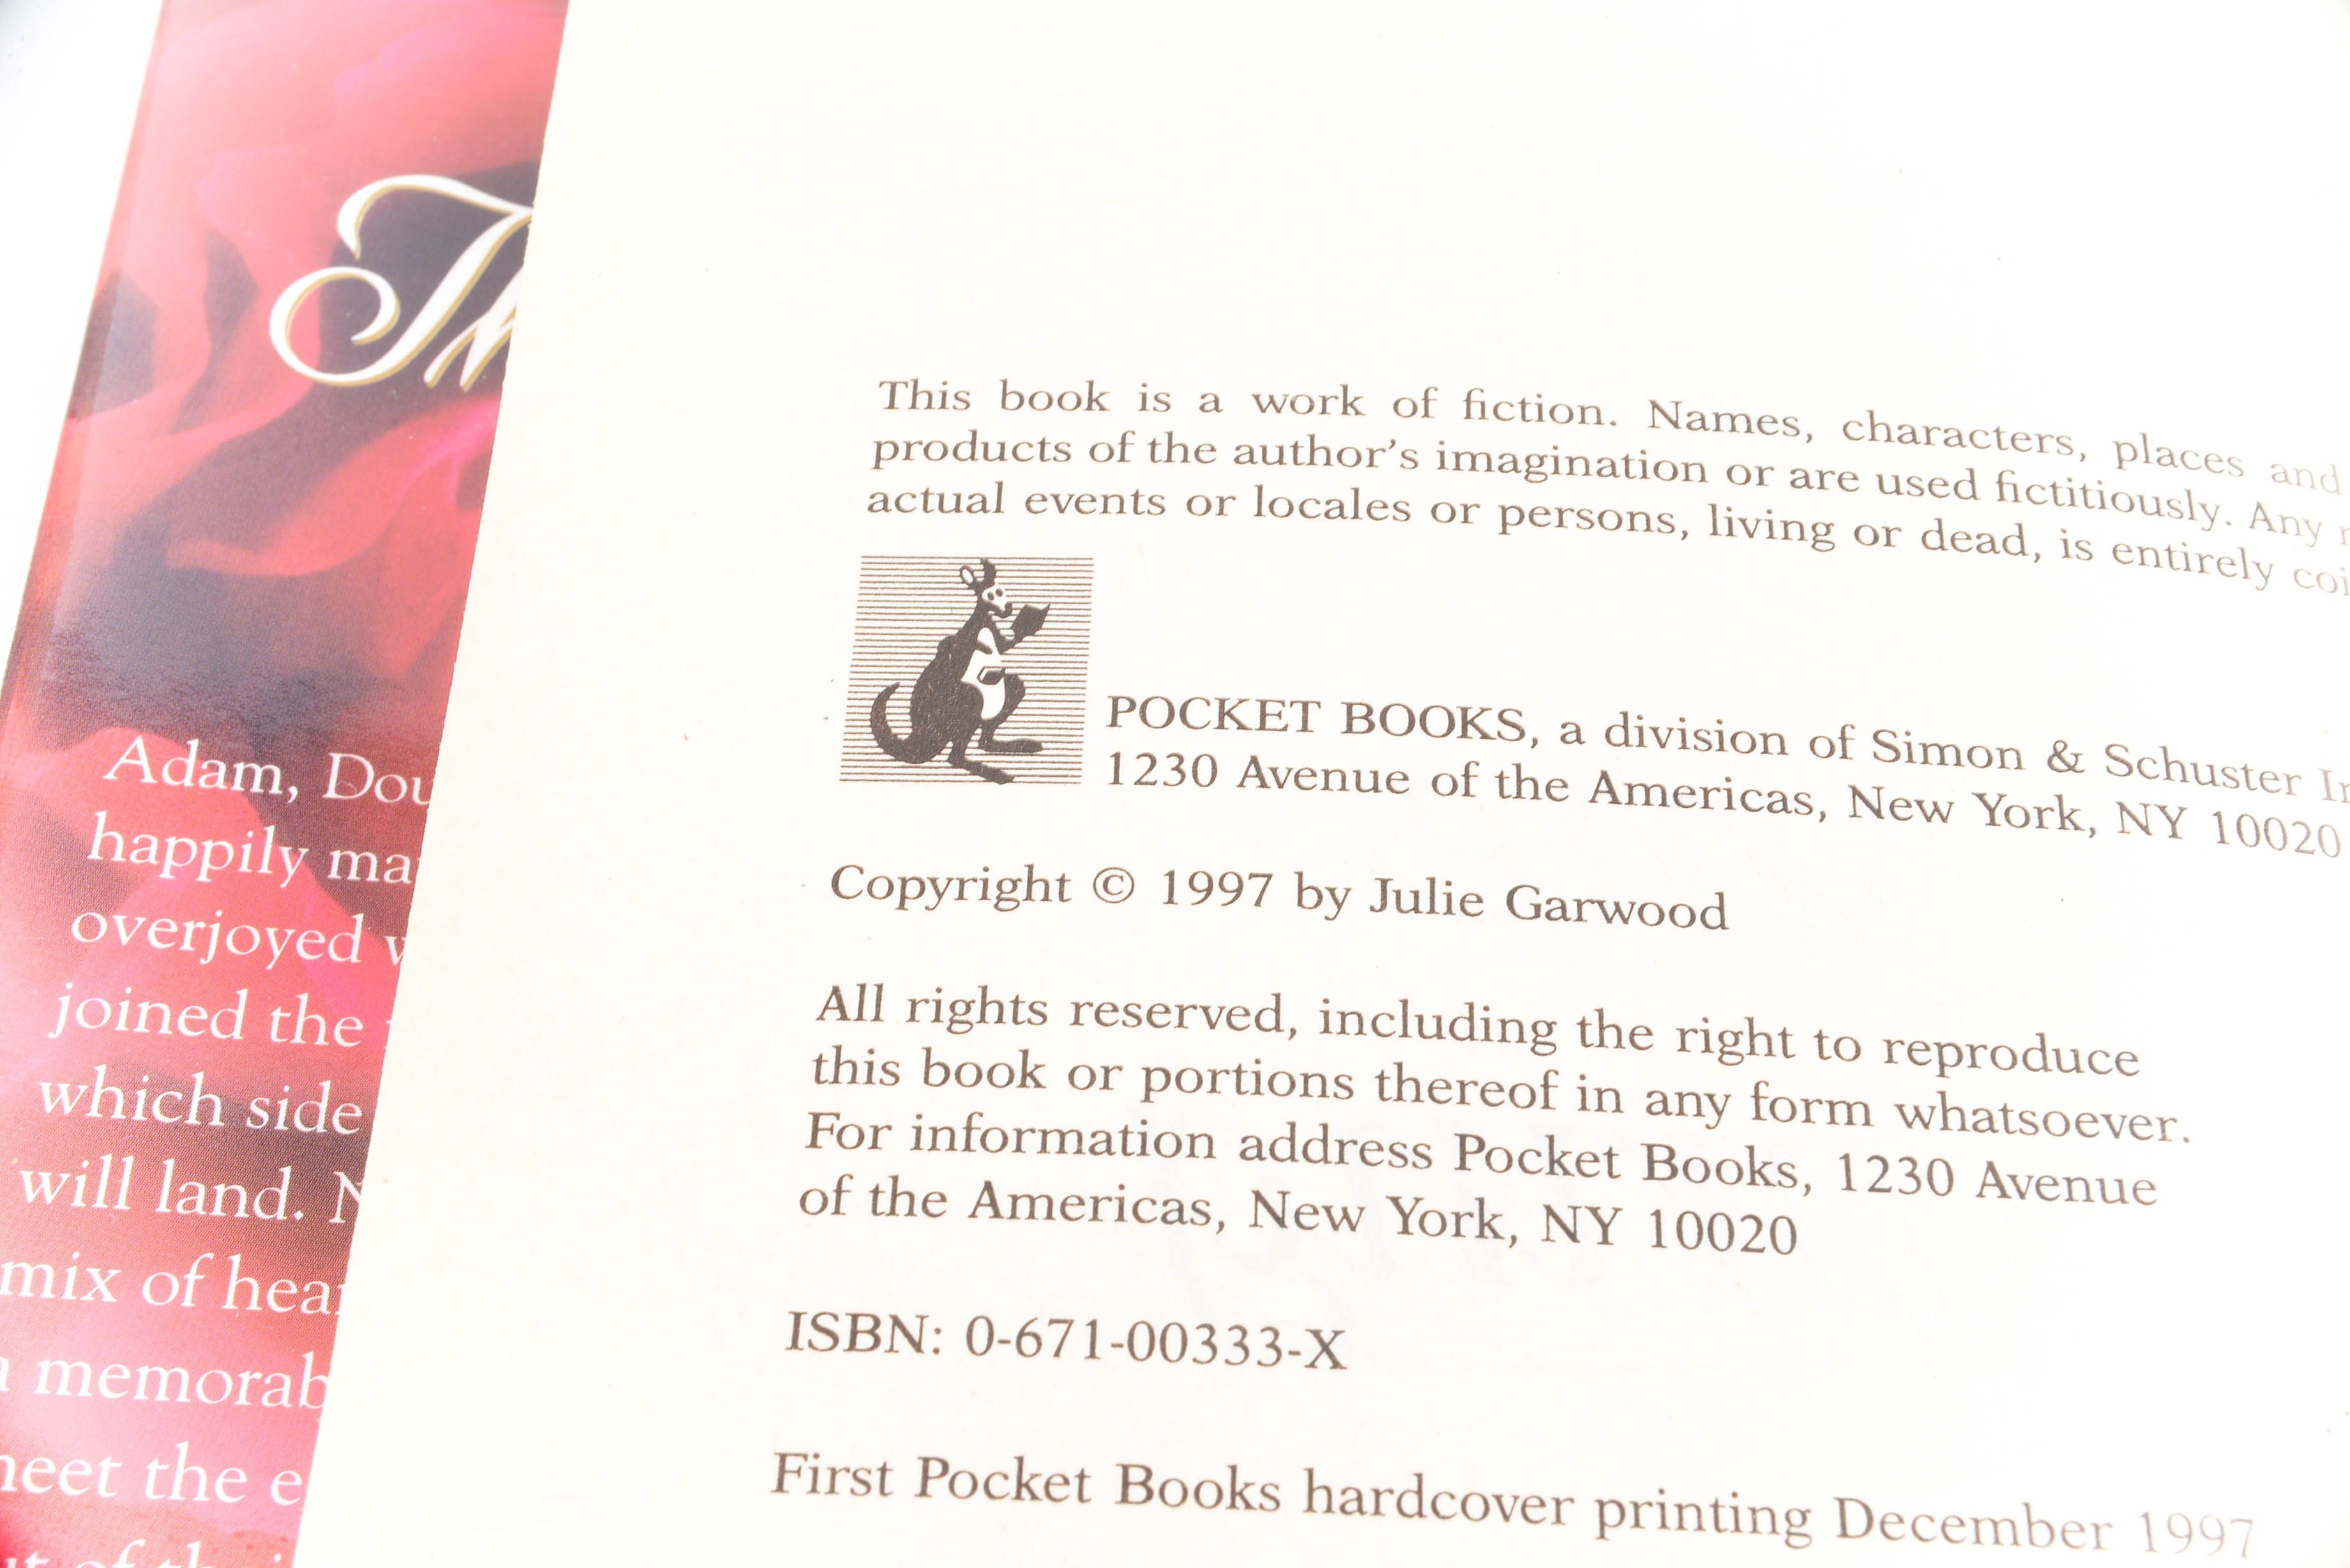 Adam, Dou
happily ma
overjoyed
joined the
which side
will land.
mix of hea
memorab
meet the e
This book is a work of fiction. Names, characters, places and
products of the author's imagination or are used fictitiously. Any
actual events or locales or persons, living or dead, is entirely coi
POCKET BOOKS, a division of Simon & Schuster In
1230 Avenue of the Americas, New York, NY 10020
Copyright © 1997 by Julie Garwood
All rights reserved, including the right to reproduce
this book or portions thereof in any form whatsoever.
For information address Pocket Books, 1230 Avenue
of the Americas, New York, NY 10020
ISBN: 0-671-00333-X
First Pocket Books hardcover printing December 1997